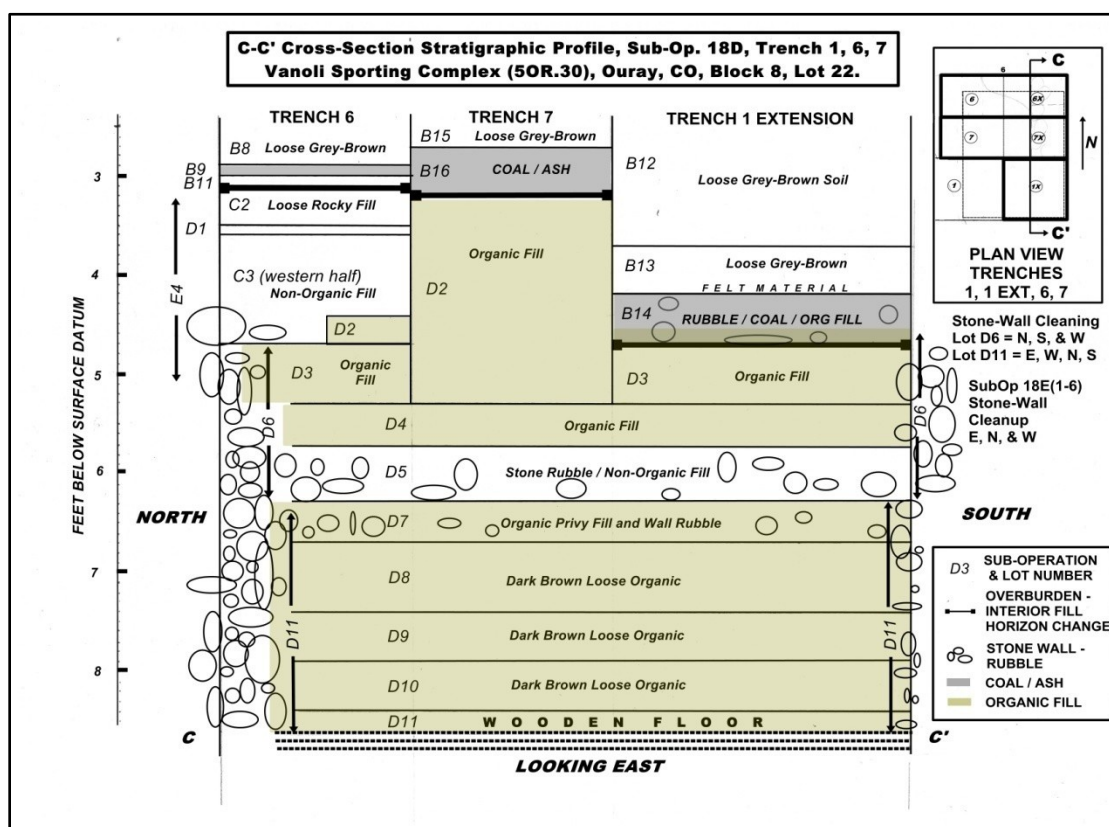 C-C' Cross-Section Stratigraphic Profile, Sub-Op. 18D, Trench 1, 6, 7
Vanoli Sporting Complex (5OR.30), Ouray, CO, Block 8, Lot 22.
TRENCH 6
TRENCH 7
TRENCH 1 EXTENSION
B8 Loose Grey-Brown
B9
B11
C2 Loose Rocky Fill
D1
C3 (western half)
Non-Organic Fill
D2
D3 Organic
Fill
E4
B15 Loose Grey-Brown
B16 COAL / ASH
Organic Fill
D2
B12
Loose Grey-Brown Soil
B13 Loose Grey-Brown
FELT MATERIAL
B14 RUBBLE / COAL / ORG FILL
D3 Organic Fill
D4 Organic Fill
D5 Stone Rubble / Non-Organic Fill
D6
D6
D7 Organic Privy Fill and Wall Rubble
D8 Dark Brown Loose Organic
D9 Dark Brown Loose Organic
D10 Dark Brown Loose Organic
D11 WOODEN FLOOR
D11
D11
FEET BELOW SURFACE DATUM
3
4
5
6
7
8
NORTH
SOUTH
C
C'
LOOKING EAST
6
C
6
6X
7
7X
N
1
1X
C'
PLAN VIEW
TRENCHES
1, 1 EXT, 6, 7
Stone-Wall Cleaning
Lot D6 = N, S, & W
Lot D11 = E, W, N, S
SubOp 18E(1-6)
Stone-Wall
Cleanup
E, N, & W
D3 SUB-OPERATION
& LOT NUMBER
OVERBURDEN -
INTERIOR FILL
HORIZON CHANGE
STONE WALL -
RUBBLE
COAL / ASH
ORGANIC FILL